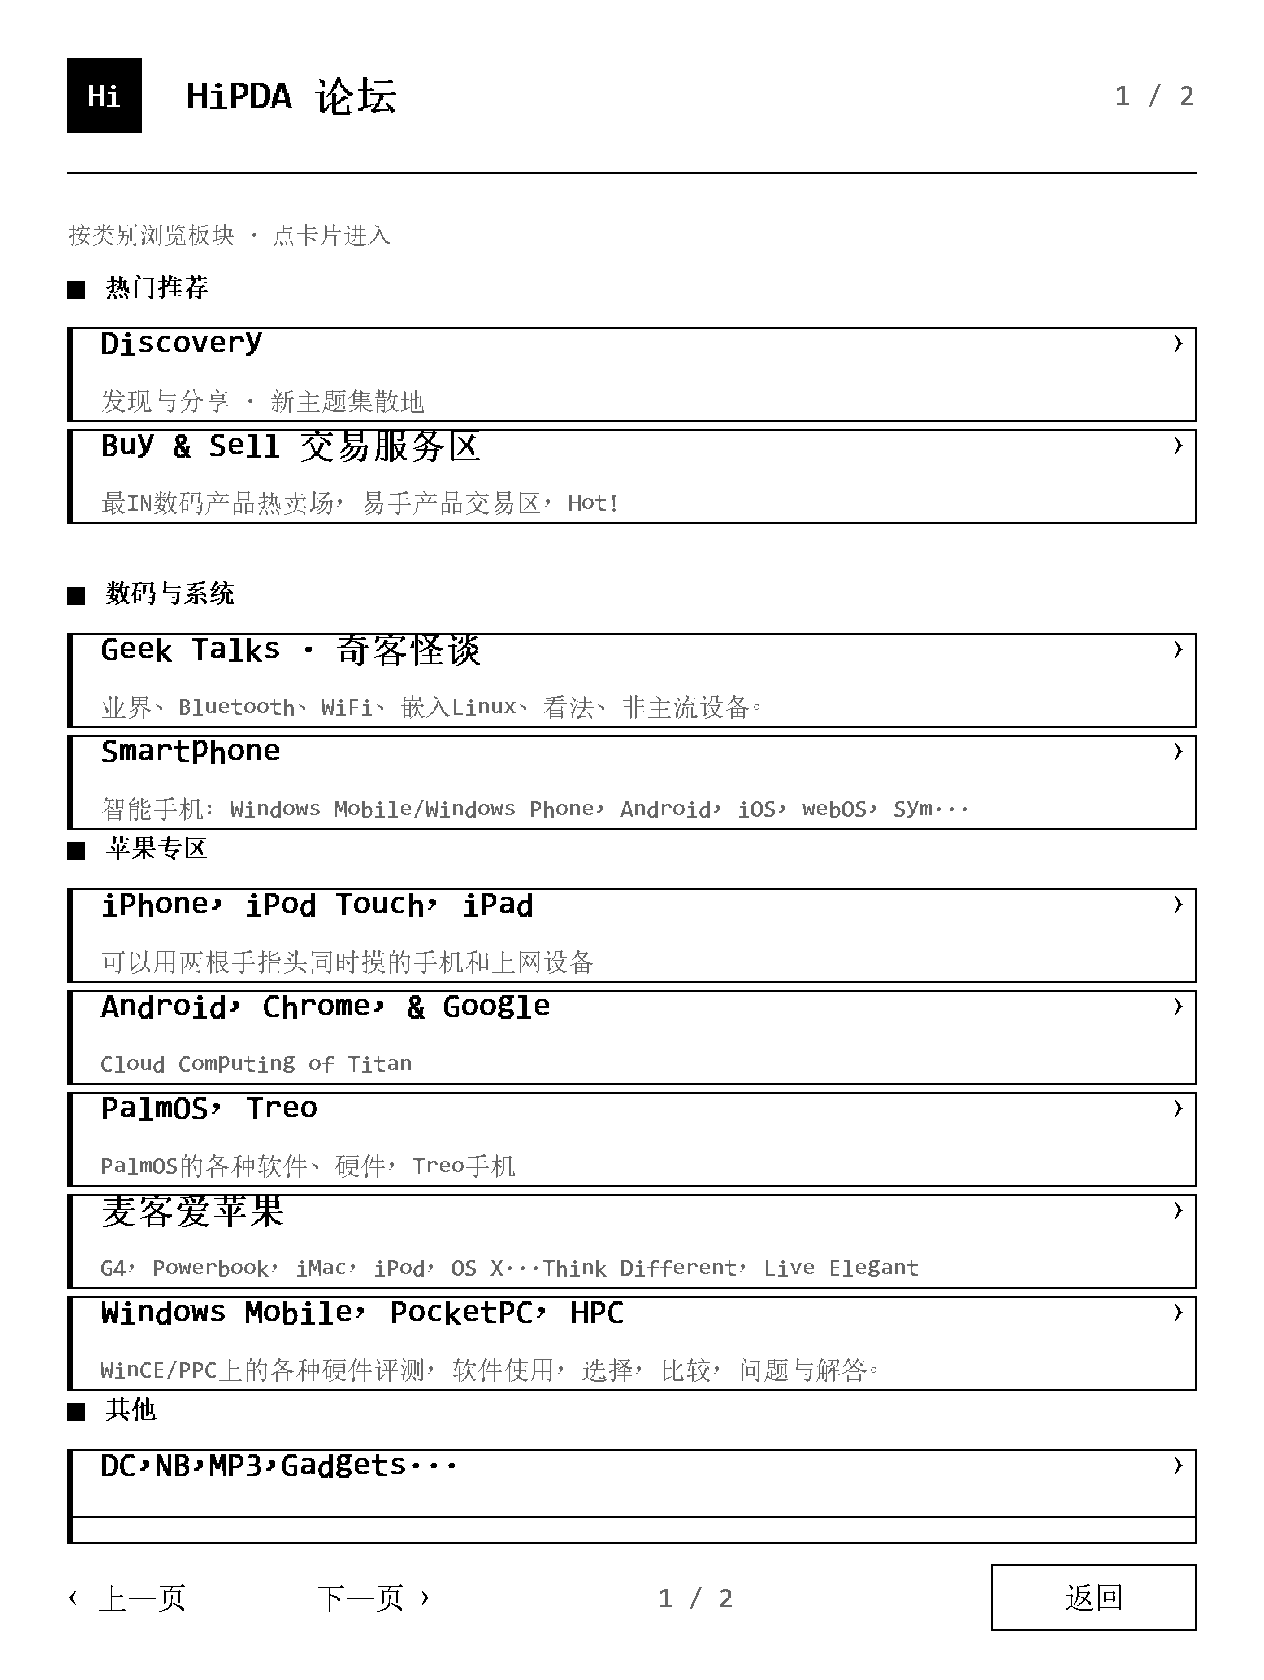 Hi HiPDA 论坛 1 / 2
按类别浏览板块 · 点卡片进入
■ 热门推荐
Discovery ›
发现与分享 · 新主题集散地
Buy & Sell 交易服务区 ›
最IN数码产品热卖场，易手产品交易区，Hot!
■ 数码与系统
Geek Talks · 奇客怪谈 ›
业界、Bluetooth、WiFi、嵌入Linux、看法、非主流设备。
Smartphone ›
智能手机：Windows Mobile/Windows Phone，Android，iOS，webOS，Sym…
■ 苹果专区
iPhone，iPod Touch，iPad ›
可以用两根手指头同时摸的手机和上网设备
Android，Chrome，& Google ›
Cloud Computing of Titan
PalmOS，Treo ›
PalmOS的各种软件、硬件，Treo手机
麦客爱苹果 ›
G4，Powerbook，iMac，iPod，OS X…Think Different，Live Elegant
Windows Mobile，PocketPC，HPC ›
WinCE/PPC上的各种硬件评测，软件使用，选择，比较，问题与解答。
■ 其他
DC,NB,MP3,Gadgets… ›
‹ 上一页 下一页 › 1 / 2 返回